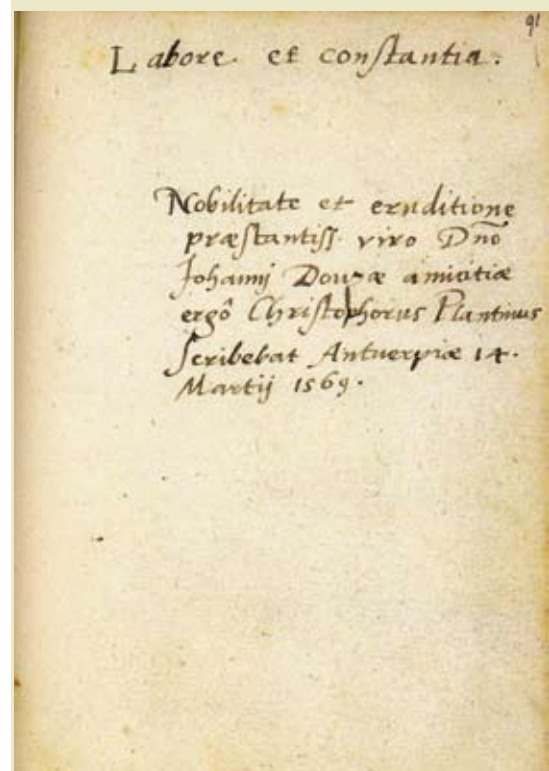 91
Labore et constantia.
Nobilitate et eruditione
præstantiss. viro Dn̄o
Johanni Douzæ amicitiæ
ergô Christophorus Plantinus
scribebat Antuerpiæ 14.
Martij 1569.